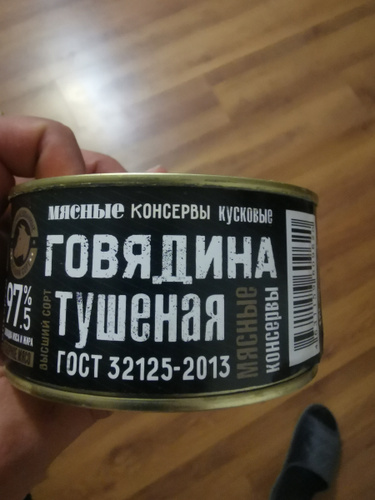 мясные консервы кусковые
ГОВЯДИНА
тушеная
ГОСТ 32125-2013
97.5%
ВЫСШИЙ СОРТ
мясные
консервы